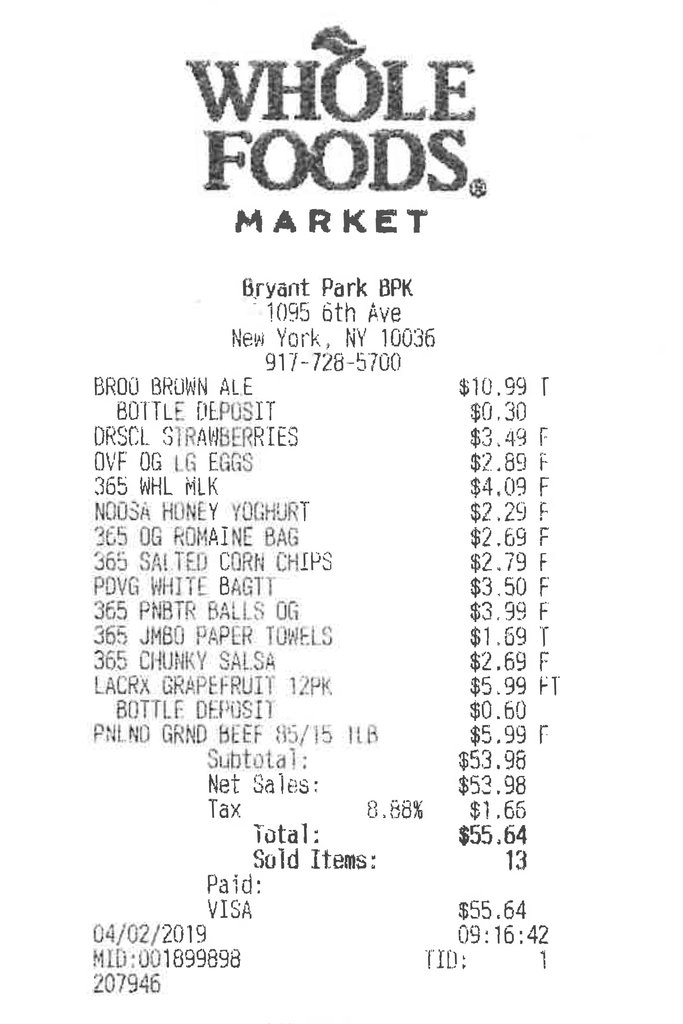 WHOLE
FOODS®
MARKET
Bryant Park BPK
1095 6th Ave
New York, NY 10036
917-728-5700
BROO BROWN ALE $10.99 T
BOTTLE DEPOSIT $0.30
DRSCL STRAWBERRIES $3.49 F
OVF OG LG EGGS $2.89 F
365 WHL MLK $4.09 F
NOOSA HONEY YOGHURT $2.29 F
365 OG ROMAINE BAG $2.69 F
365 SALTED CORN CHIPS $2.79 F
PDVG WHITE BAGTT $3.50 F
365 PNBTR BALLS OG $3.99 F
365 JMBO PAPER TOWELS $1.69 T
365 CHUNKY SALSA $2.69 F
LACRX GRAPEFRUIT 12PK $5.99 FT
BOTTLE DEPOSIT $0.60
PNLND GRND BEEF 85/15 1LB $5.99 F
Subtotal: $53.98
Net Sales: $53.98
Tax 8.88% $1.66
Total: $55.64
Sold Items: 13
Paid:
VISA $55.64
04/02/2019 09:16:42
MID:001899898 TID: 1
207946